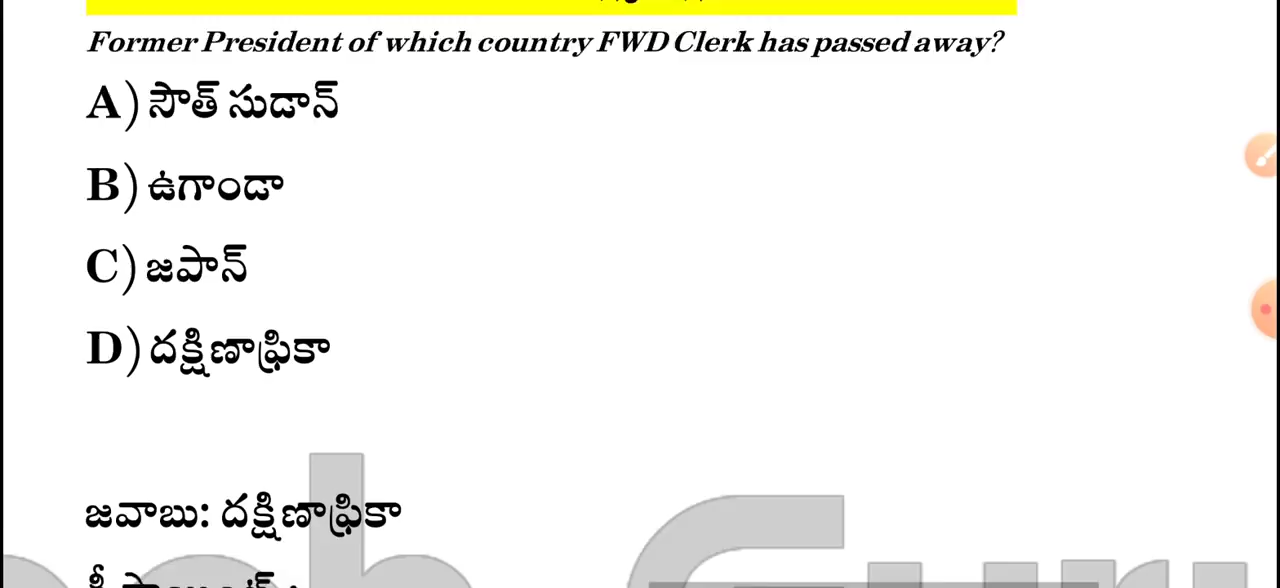 Former President of which country FWD Clerk has passed away?
A) సౌత్ సుడాన్
B) ఉగాండా
C) జపాన్
D) దక్షిణాఫ్రికా
జవాబు: దక్షిణాఫ్రికా